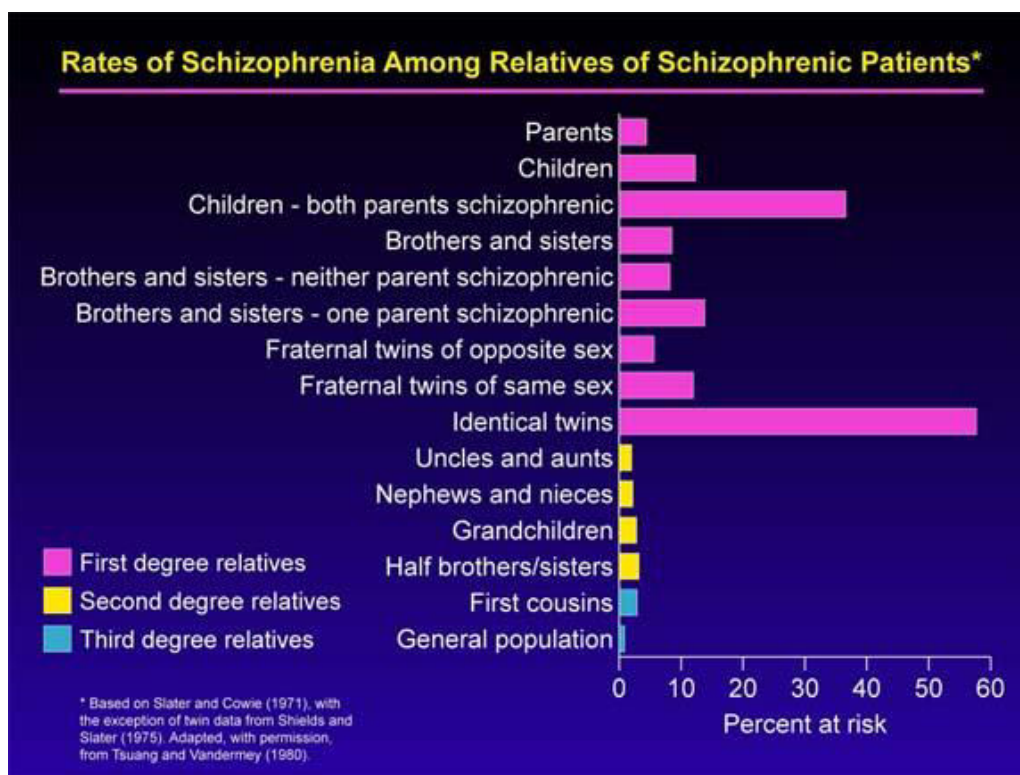 Rates of Schizophrenia Among Relatives of Schizophrenic Patients*
Parents
Children
Children - both parents schizophrenic
Brothers and sisters
Brothers and sisters - neither parent schizophrenic
Brothers and sisters - one parent schizophrenic
Fraternal twins of opposite sex
Fraternal twins of same sex
Identical twins
Uncles and aunts
Nephews and nieces
Grandchildren
Half brothers/sisters
First cousins
General population
0 10 20 30 40 50 60
Percent at risk
First degree relatives
Second degree relatives
Third degree relatives
* Based on Slater and Cowie (1971), with
the exception of twin data from Shields and
Slater (1975). Adapted, with permission,
from Tsuang and Vandermey (1980).